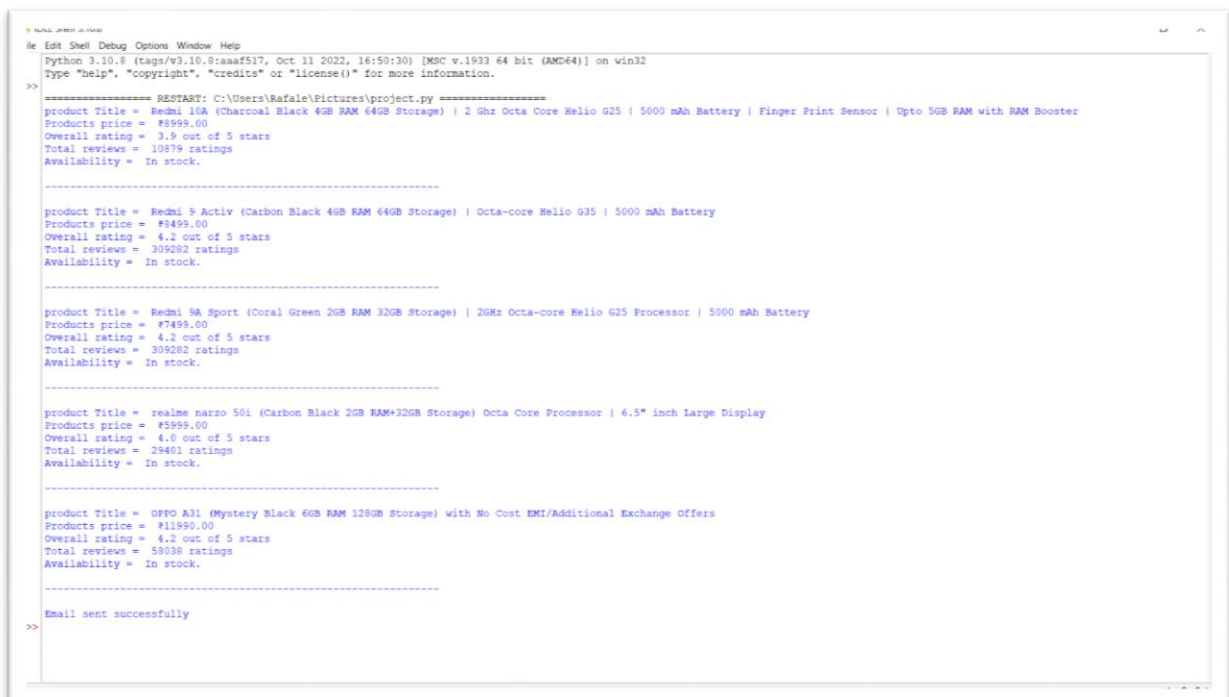 IDLE Shell 3.10.8
ile Edit Shell Debug Options Window Help
Python 3.10.8 (tags/v3.10.8:aaaf517, Oct 11 2022, 16:50:30) [MSC v.1933 64 bit (AMD64)] on win32
Type "help", "copyright", "credits" or "license()" for more information.
>>
================= RESTART: C:\Users\Rafale\Pictures\project.py =================
product Title =  Redmi 10A (Charcoal Black 4GB RAM 64GB Storage) | 2 Ghz Octa Core Helio G25 | 5000 mAh Battery | Finger Print Sensor | Upto 5GB RAM with RAM Booster
Products price =  ₹8999.00
Overall rating =  3.9 out of 5 stars
Total reviews =  10879 ratings
Availability =  In stock.
---------------------------------------------------------------
product Title =  Redmi 9 Activ (Carbon Black 4GB RAM 64GB Storage) | Octa-core Helio G35 | 5000 mAh Battery
Products price =  ₹8499.00
Overall rating =  4.2 out of 5 stars
Total reviews =  309282 ratings
Availability =  In stock.
---------------------------------------------------------------
product Title =  Redmi 9A Sport (Coral Green 2GB RAM 32GB Storage) | 2GHz Octa-core Helio G25 Processor | 5000 mAh Battery
Products price =  ₹7499.00
Overall rating =  4.2 out of 5 stars
Total reviews =  309282 ratings
Availability =  In stock.
---------------------------------------------------------------
product Title =  realme narzo 50i (Carbon Black 2GB RAM+32GB Storage) Octa Core Processor | 6.5" inch Large Display
Products price =  ₹5999.00
Overall rating =  4.0 out of 5 stars
Total reviews =  29401 ratings
Availability =  In stock.
---------------------------------------------------------------
product Title =  OPPO A31 (Mystery Black 6GB RAM 128GB Storage) with No Cost EMI/Additional Exchange Offers
Products price =  ₹11990.00
Overall rating =  4.2 out of 5 stars
Total reviews =  58038 ratings
Availability =  In stock.
---------------------------------------------------------------
Email sent successfully
>>